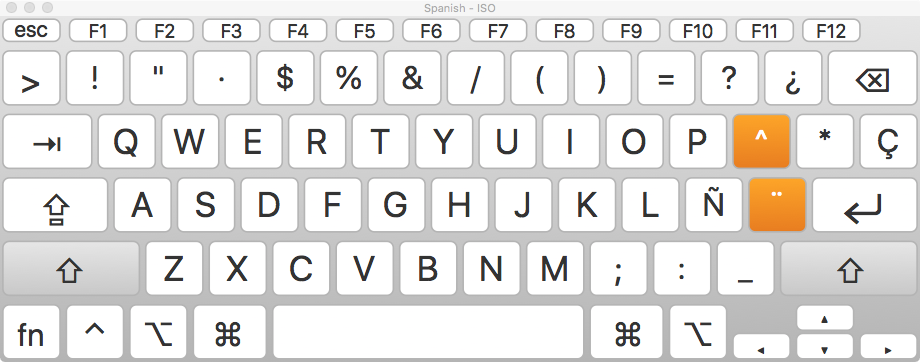 Spanish - ISO
esc F1 F2 F3 F4 F5 F6 F7 F8 F9 F10 F11 F12
> ! " · $ % & / ( ) = ? ¿ ⌫
⇥ Q W E R T Y U I O P ^ * Ç
⇪ A S D F G H J K L Ñ ¨ ↩
⇧ Z X C V B N M ; : _ ⇧
fn ^ ⌥ ⌘ ⌘ ⌥ ◂ ▴ ▾ ▸